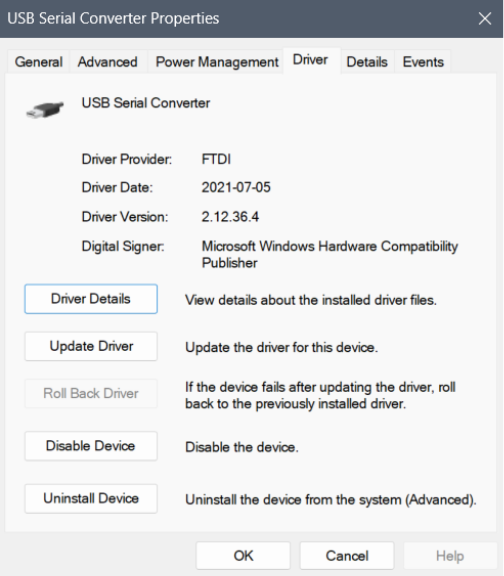 USB Serial Converter Properties
General Advanced Power Management Driver Details Events
USB Serial Converter
Driver Provider: FTDI
Driver Date: 2021-07-05
Driver Version: 2.12.36.4
Digital Signer: Microsoft Windows Hardware Compatibility
Publisher
Driver Details View details about the installed driver files.
Update Driver Update the driver for this device.
Roll Back Driver If the device fails after updating the driver, roll
back to the previously installed driver.
Disable Device Disable the device.
Uninstall Device Uninstall the device from the system (Advanced).
OK Cancel Help